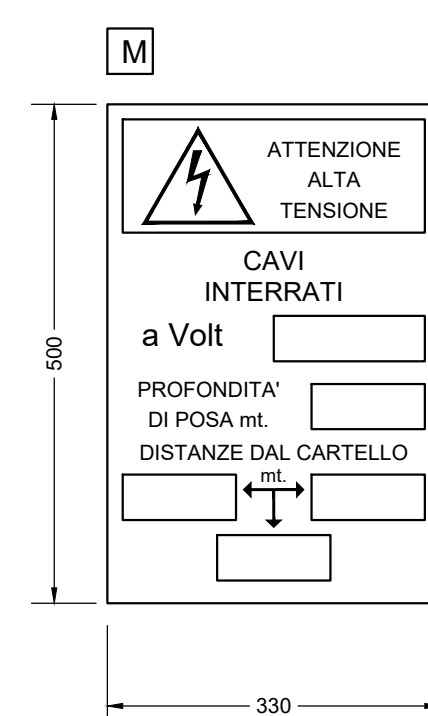 M
ATTENZIONE
ALTA
TENSIONE
CAVI
INTERRATI
a Volt
PROFONDITA'
DI POSA mt.
DISTANZE DAL CARTELLO
mt.
500
330